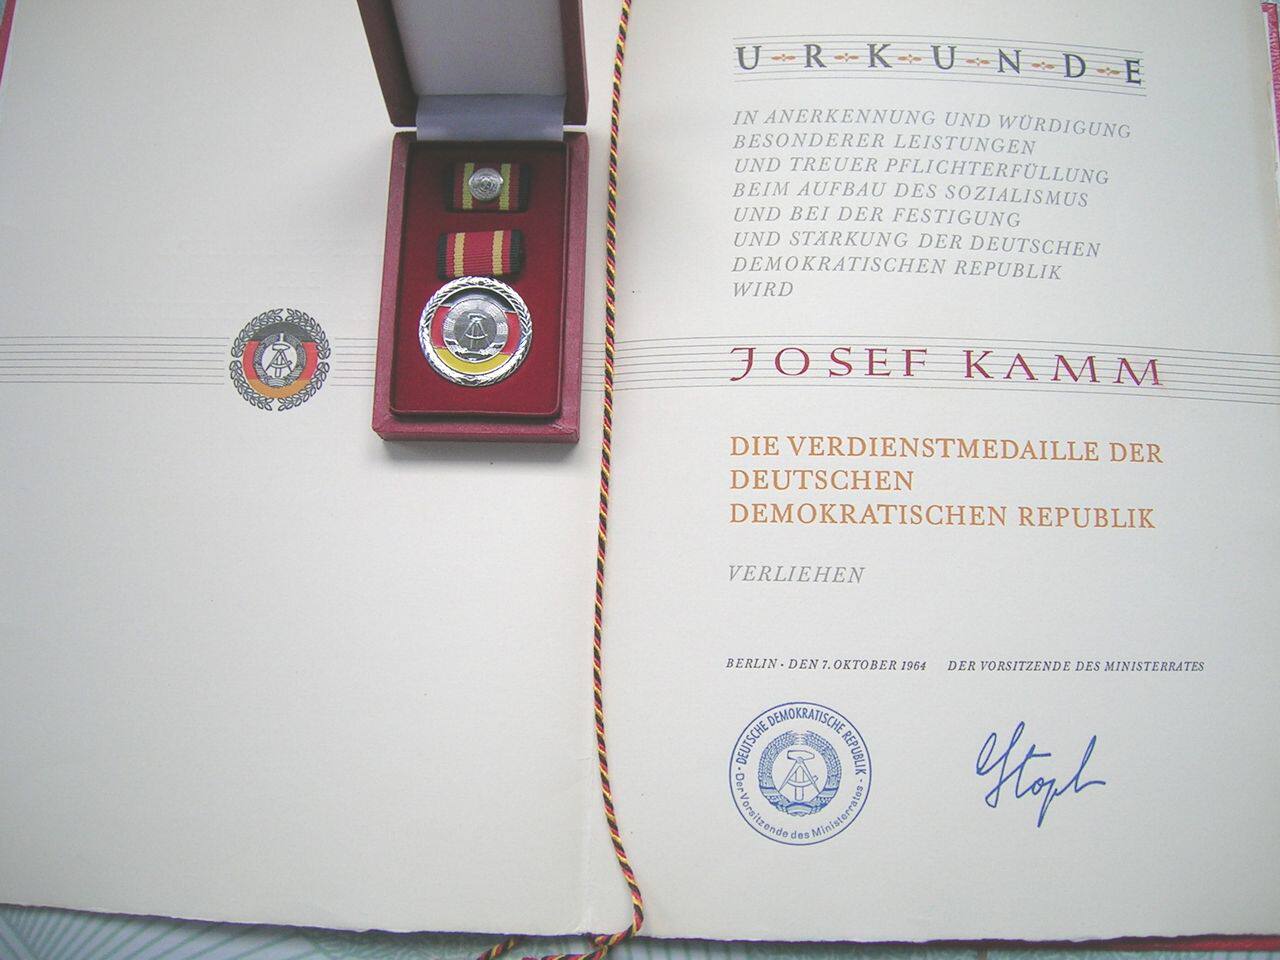 URKUNDE
IN ANERKENNUNG UND WÜRDIGUNG
BESONDERER LEISTUNGEN
UND TREUER PFLICHTERFÜLLUNG
BEIM AUFBAU DES SOZIALISMUS
UND BEI DER FESTIGUNG
UND STÄRKUNG DER DEUTSCHEN
DEMOKRATISCHEN REPUBLIK
WIRD
JOSEF KAMM
DIE VERDIENSTMEDAILLE DER
DEUTSCHEN
DEMOKRATISCHEN REPUBLIK
VERLIEHEN
BERLIN · DEN 7. OKTOBER 1964 DER VORSITZENDE DES MINISTERRATES
· DEUTSCHE DEMOKRATISCHE REPUBLIK ·
Der Vorsitzende des Ministerrates
Stoph